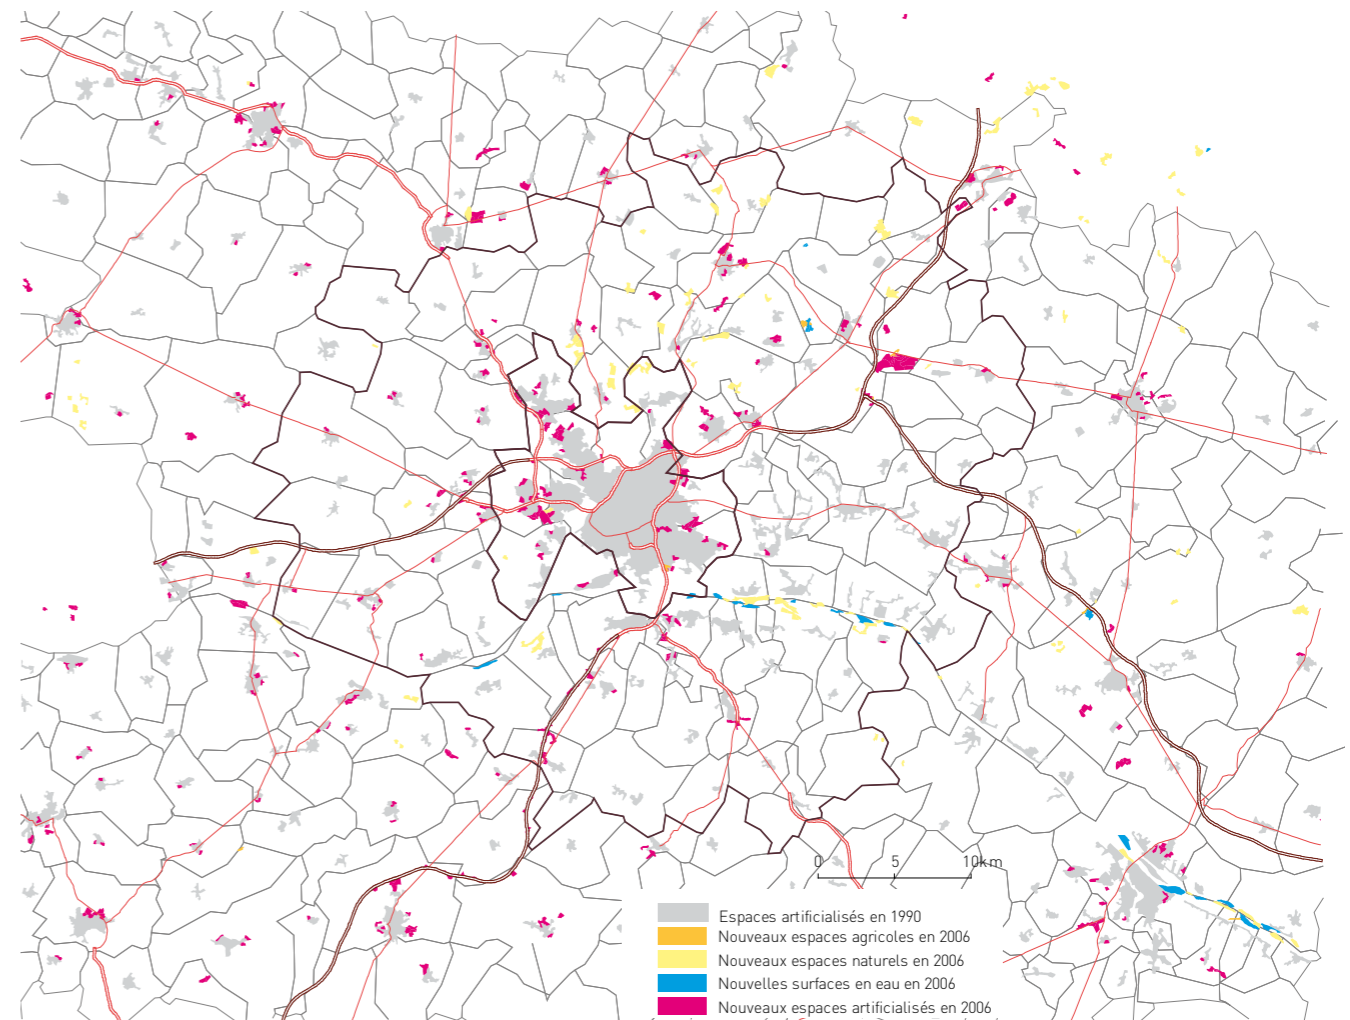 0 5 10km
Espaces artificialisés en 1990
Nouveaux espaces agricoles en 2006
Nouveaux espaces naturels en 2006
Nouvelles surfaces en eau en 2006
Nouveaux espaces artificialisés en 2006